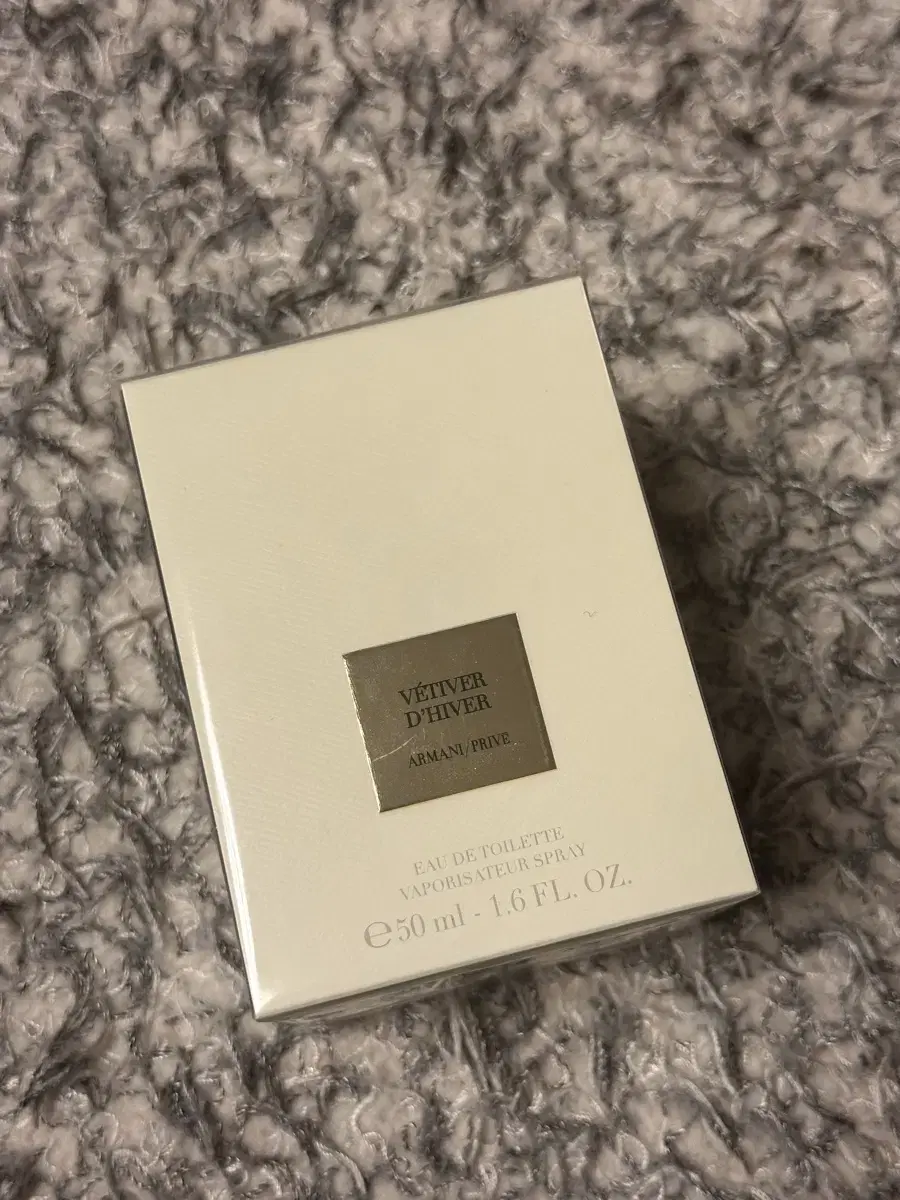 VÉTIVER
D'HIVER
ARMANI/PRIVE
EAU DE TOILETTE
VAPORISATEUR SPRAY
℮50 ml - 1.6 FL. OZ.